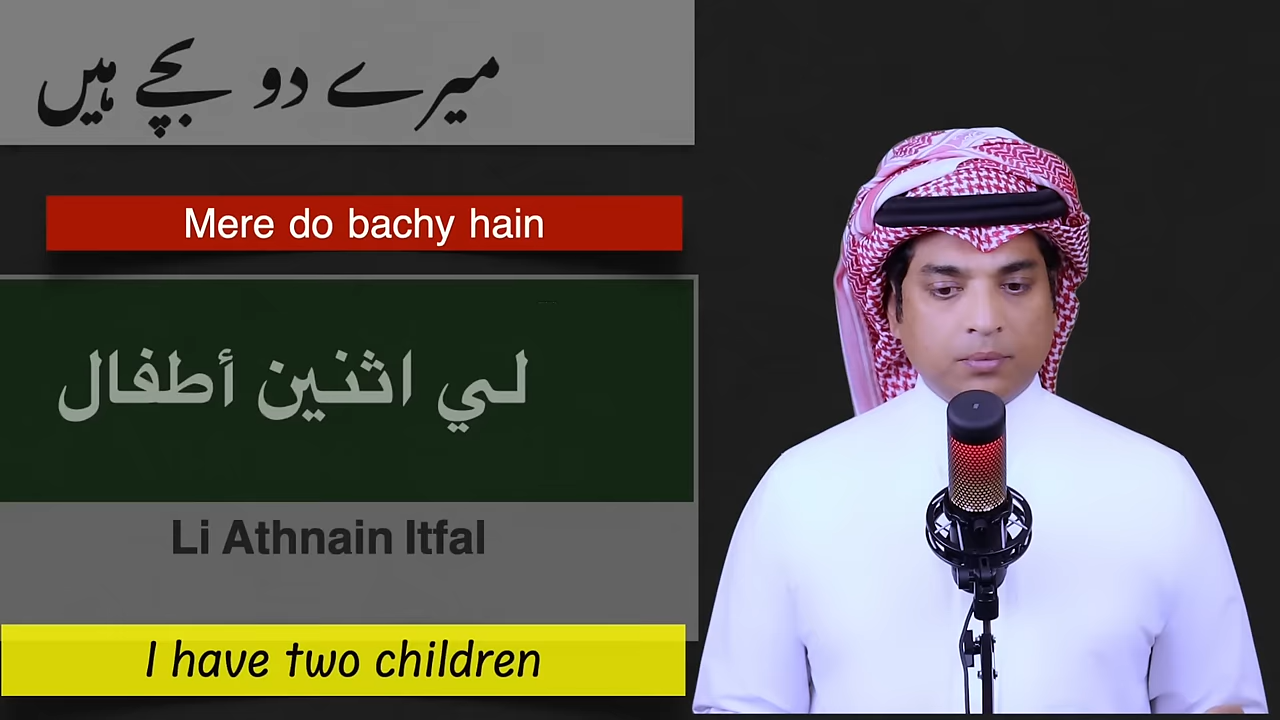 میرے دو بچے ہیں
Mere do bachy hain
لي اثنين أطفال
Li Athnain Itfal
I have two children